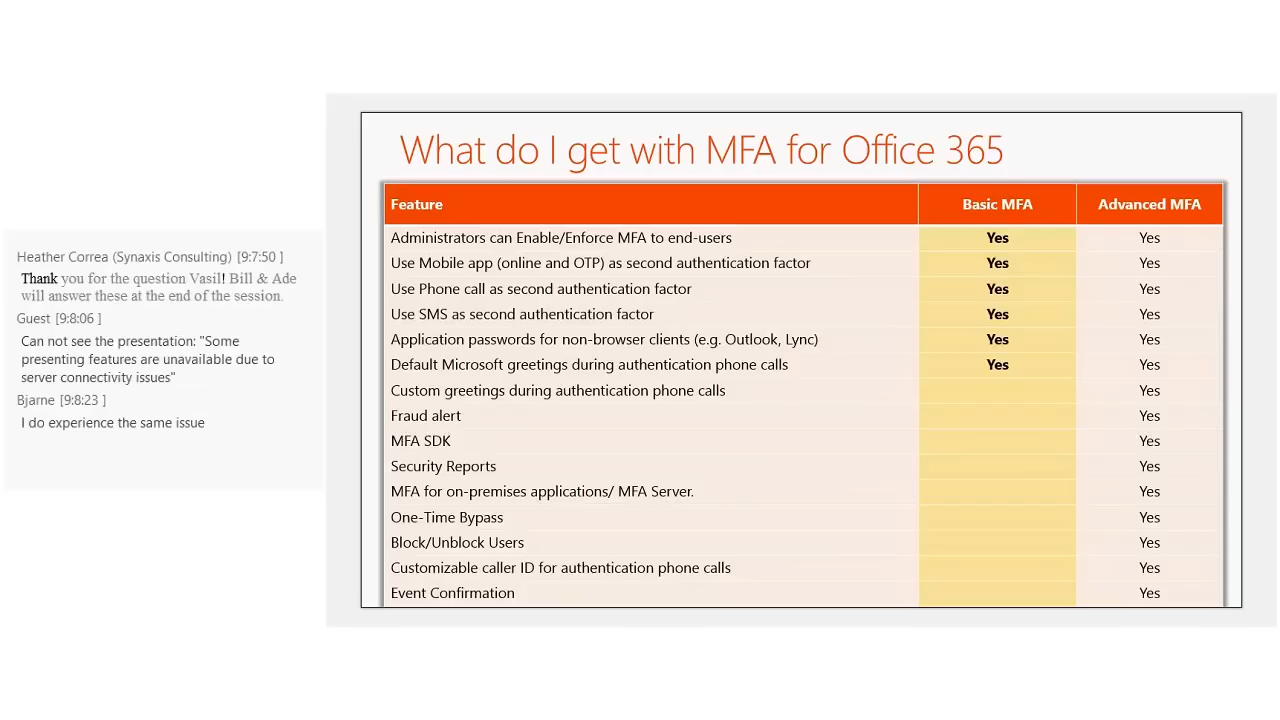 Heather Correa (Synaxis Consulting) [9:7:50 ]
Thank you for the question Vasil! Bill & Ade
will answer these at the end of the session.
Guest [9:8:06 ]
Can not see the presentation: "Some
presenting features are unavailable due to
server connectivity issues"
Bjarne [9:8:23 ]
I do experience the same issue
What do I get with MFA for Office 365
Feature Basic MFA Advanced MFA
Administrators can Enable/Enforce MFA to end-users Yes Yes
Use Mobile app (online and OTP) as second authentication factor Yes Yes
Use Phone call as second authentication factor Yes Yes
Use SMS as second authentication factor Yes Yes
Application passwords for non-browser clients (e.g. Outlook, Lync) Yes Yes
Default Microsoft greetings during authentication phone calls Yes Yes
Custom greetings during authentication phone calls Yes
Fraud alert Yes
MFA SDK Yes
Security Reports Yes
MFA for on-premises applications/ MFA Server. Yes
One-Time Bypass Yes
Block/Unblock Users Yes
Customizable caller ID for authentication phone calls Yes
Event Confirmation Yes